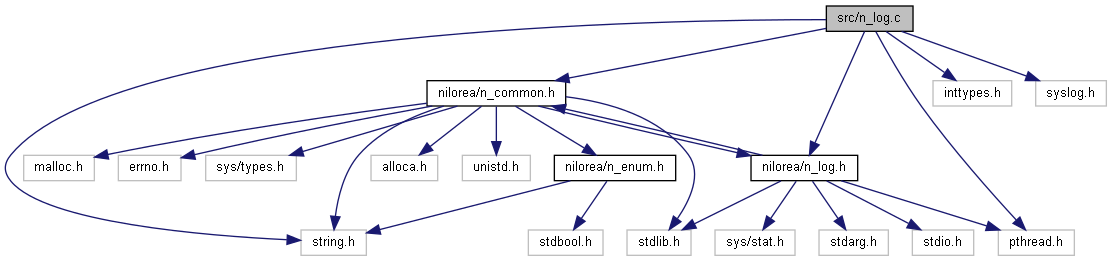 src/n_log.c
nilorea/n_common.h
inttypes.h
syslog.h
malloc.h
errno.h
sys/types.h
alloca.h
unistd.h
nilorea/n_enum.h
nilorea/n_log.h
string.h
stdbool.h
stdlib.h
sys/stat.h
stdarg.h
stdio.h
pthread.h